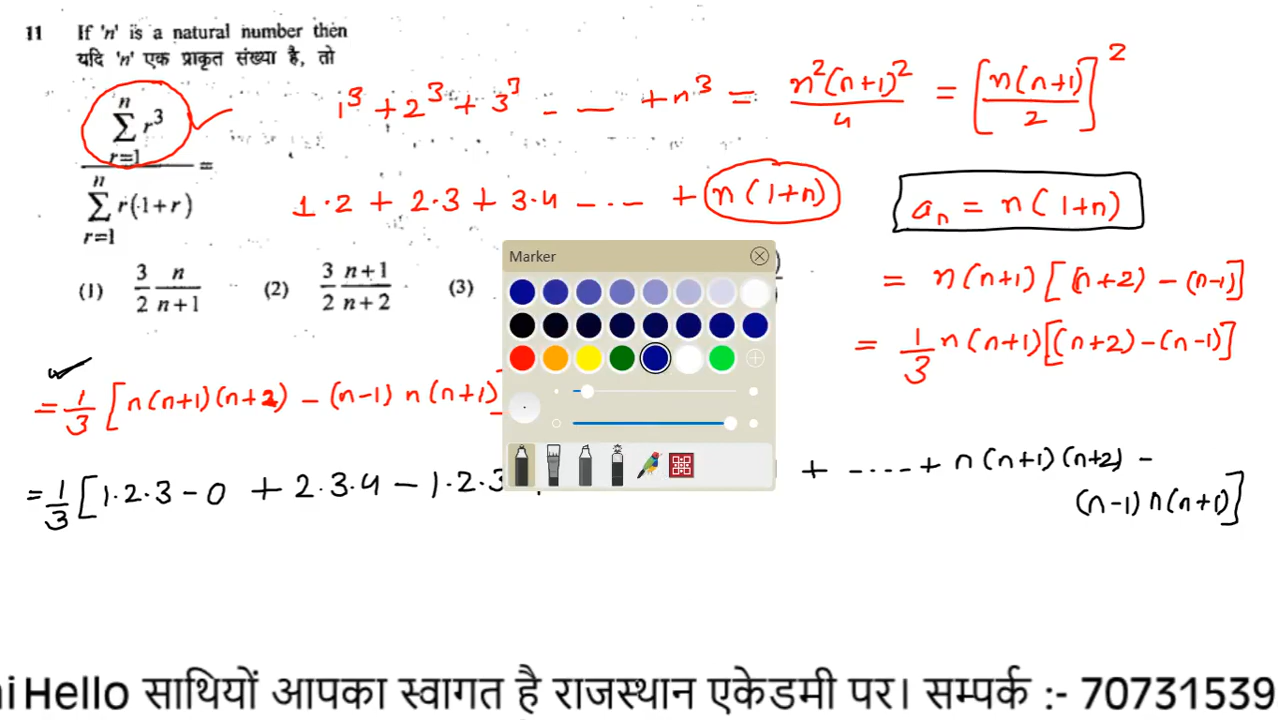 11 If 'n' is a natural number then
यदि 'n' एक प्राकृत संख्या है, तो
n
∑ r³
r=1
n
∑ r(1+r)
r=1
=
1³ + 2³ + 3³ - — + n³ = n²(n+1)²/4 = [n(n+1)/2]²
1·2 + 2·3 + 3·4 —... + n(1+n)
aₙ = n(1+n)
= n(n+1)[(n+2) – (n-1)]
= 1/3 n(n+1)[(n+2) – (n-1)]
(1) 3/2 n/n+1 (2) 3/2 n+1/n+2 (3)
Marker
= 1/3 [n(n+1)(n+2) – (n-1) n(n+1)
= 1/3 [1·2·3 – 0 + 2·3·4 – 1·2·3
+ -...-+ n(n+1)(n+2) –
(n-1) n(n+1)]
Hello साथियों आपका स्वागत है राजस्थान एकेडमी पर। सम्पर्क :- 70731539